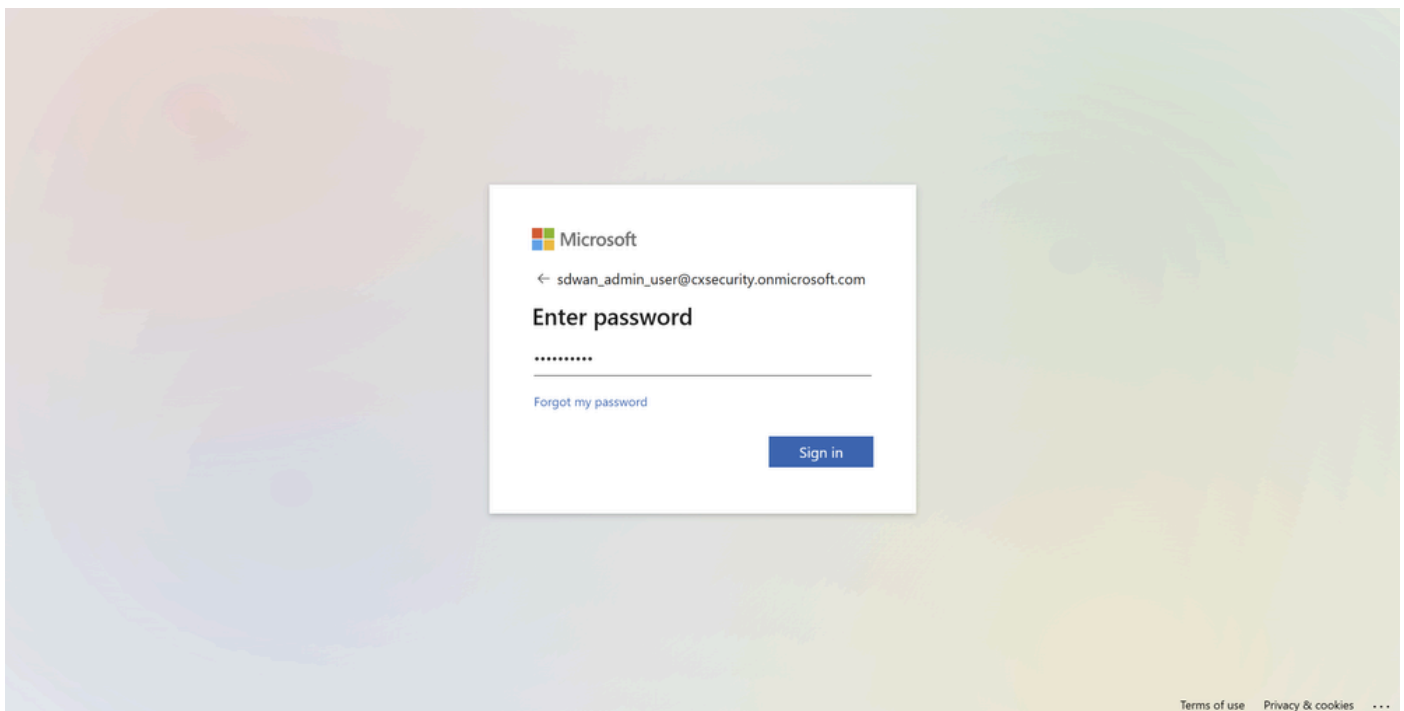 Microsoft
← sdwan_admin_user@cxsecurity.onmicrosoft.com
Enter password
••••••••••
Forgot my password
Sign in
Terms of use Privacy & cookies ...